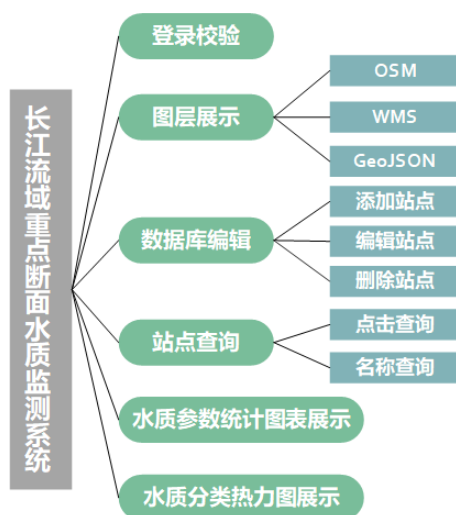 长江流域重点断面水质监测系统
登录校验
图层展示
OSM
WMS
GeoJSON
数据库编辑
添加站点
编辑站点
删除站点
站点查询
点击查询
名称查询
水质参数统计图表展示
水质分类热力图展示